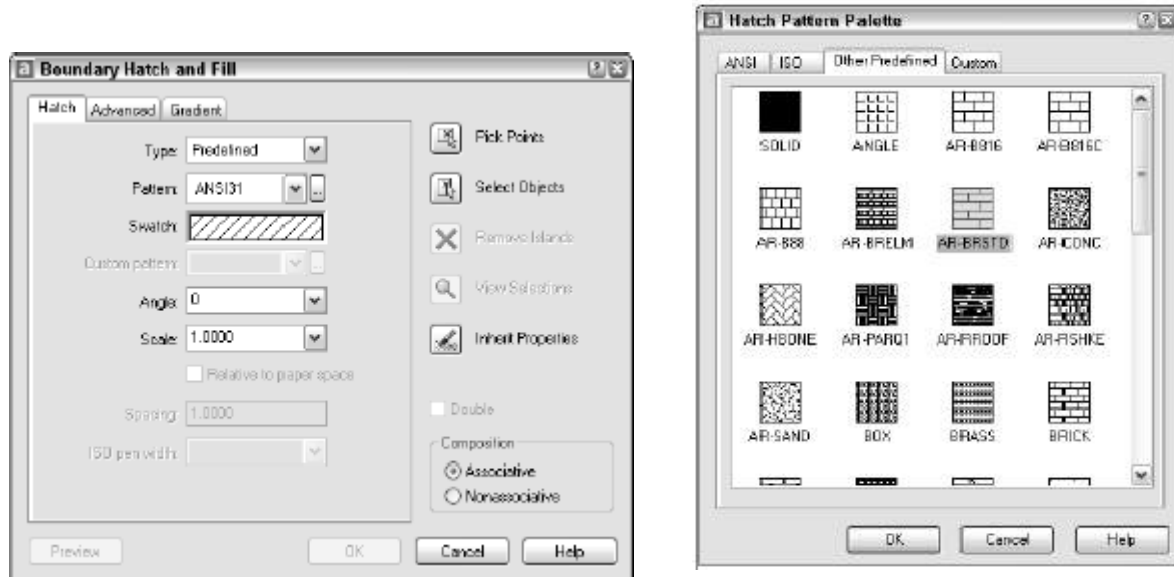 Boundary Hatch and Fill
Hatch Advanced Gradient
Type: Predefined
Pattern: ANSI31
Swatch:
Custom pattern:
Angle: 0
Scale: 1.0000
Relative to paper space
Spacing: 1.0000
ISO pen width:
Pick Points
Select Objects
Remove Islands
View Selections
Inherit Properties
Double
Composition
Associative
Nonassociative
Preview OK Cancel Help
Hatch Pattern Palette
ANSI ISO Other Predefined Custom
SOLID ANGLE AR-B816 AR-B816C
AR-B88 AR-BRELM AR-BRSTD AR-CONC
AR-HBONE AR-PARQ1 AR-RROOF AR-RSHKE
AR-SAND BOX BRASS BRICK
OK Cancel Help